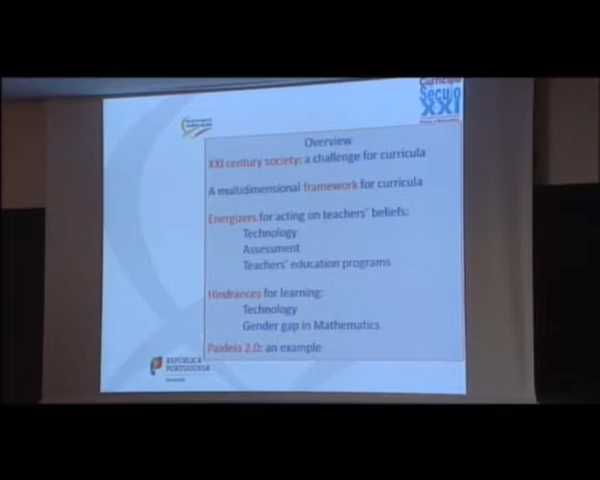 Currículo
Século
XXI
Overview
XXI century society: a challenge for curricula
A multidimensional framework for curricula
Energizers for acting on teachers' beliefs:
Technology
Assessment
Teachers' education programs
Hindrances for learning:
Technology
Gender gap in Mathematics
Paideia 2.0: an example
REPÚBLICA
PORTUGUESA